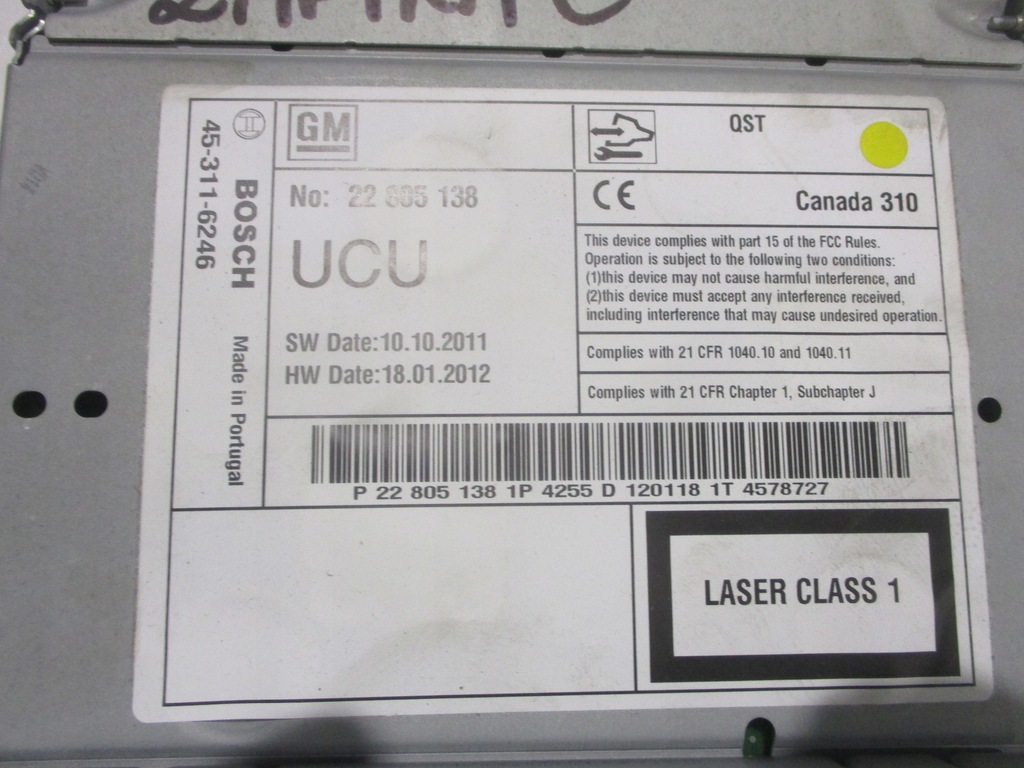 45-311-6246
BOSCH Made in Portugal
GM
No: 22 805 138
UCU
SW Date:10.10.2011
HW Date:18.01.2012
QST
CE
Canada 310
This device complies with part 15 of the FCC Rules.
Operation is subject to the following two conditions:
(1)this device may not cause harmful interference, and
(2)this device must accept any interference received,
including interference that may cause undesired operation.
Complies with 21 CFR 1040.10 and 1040.11
Complies with 21 CFR Chapter 1, Subchapter J
P 22 805 138 1P 4255 D 120118 1T 4578727
LASER CLASS 1